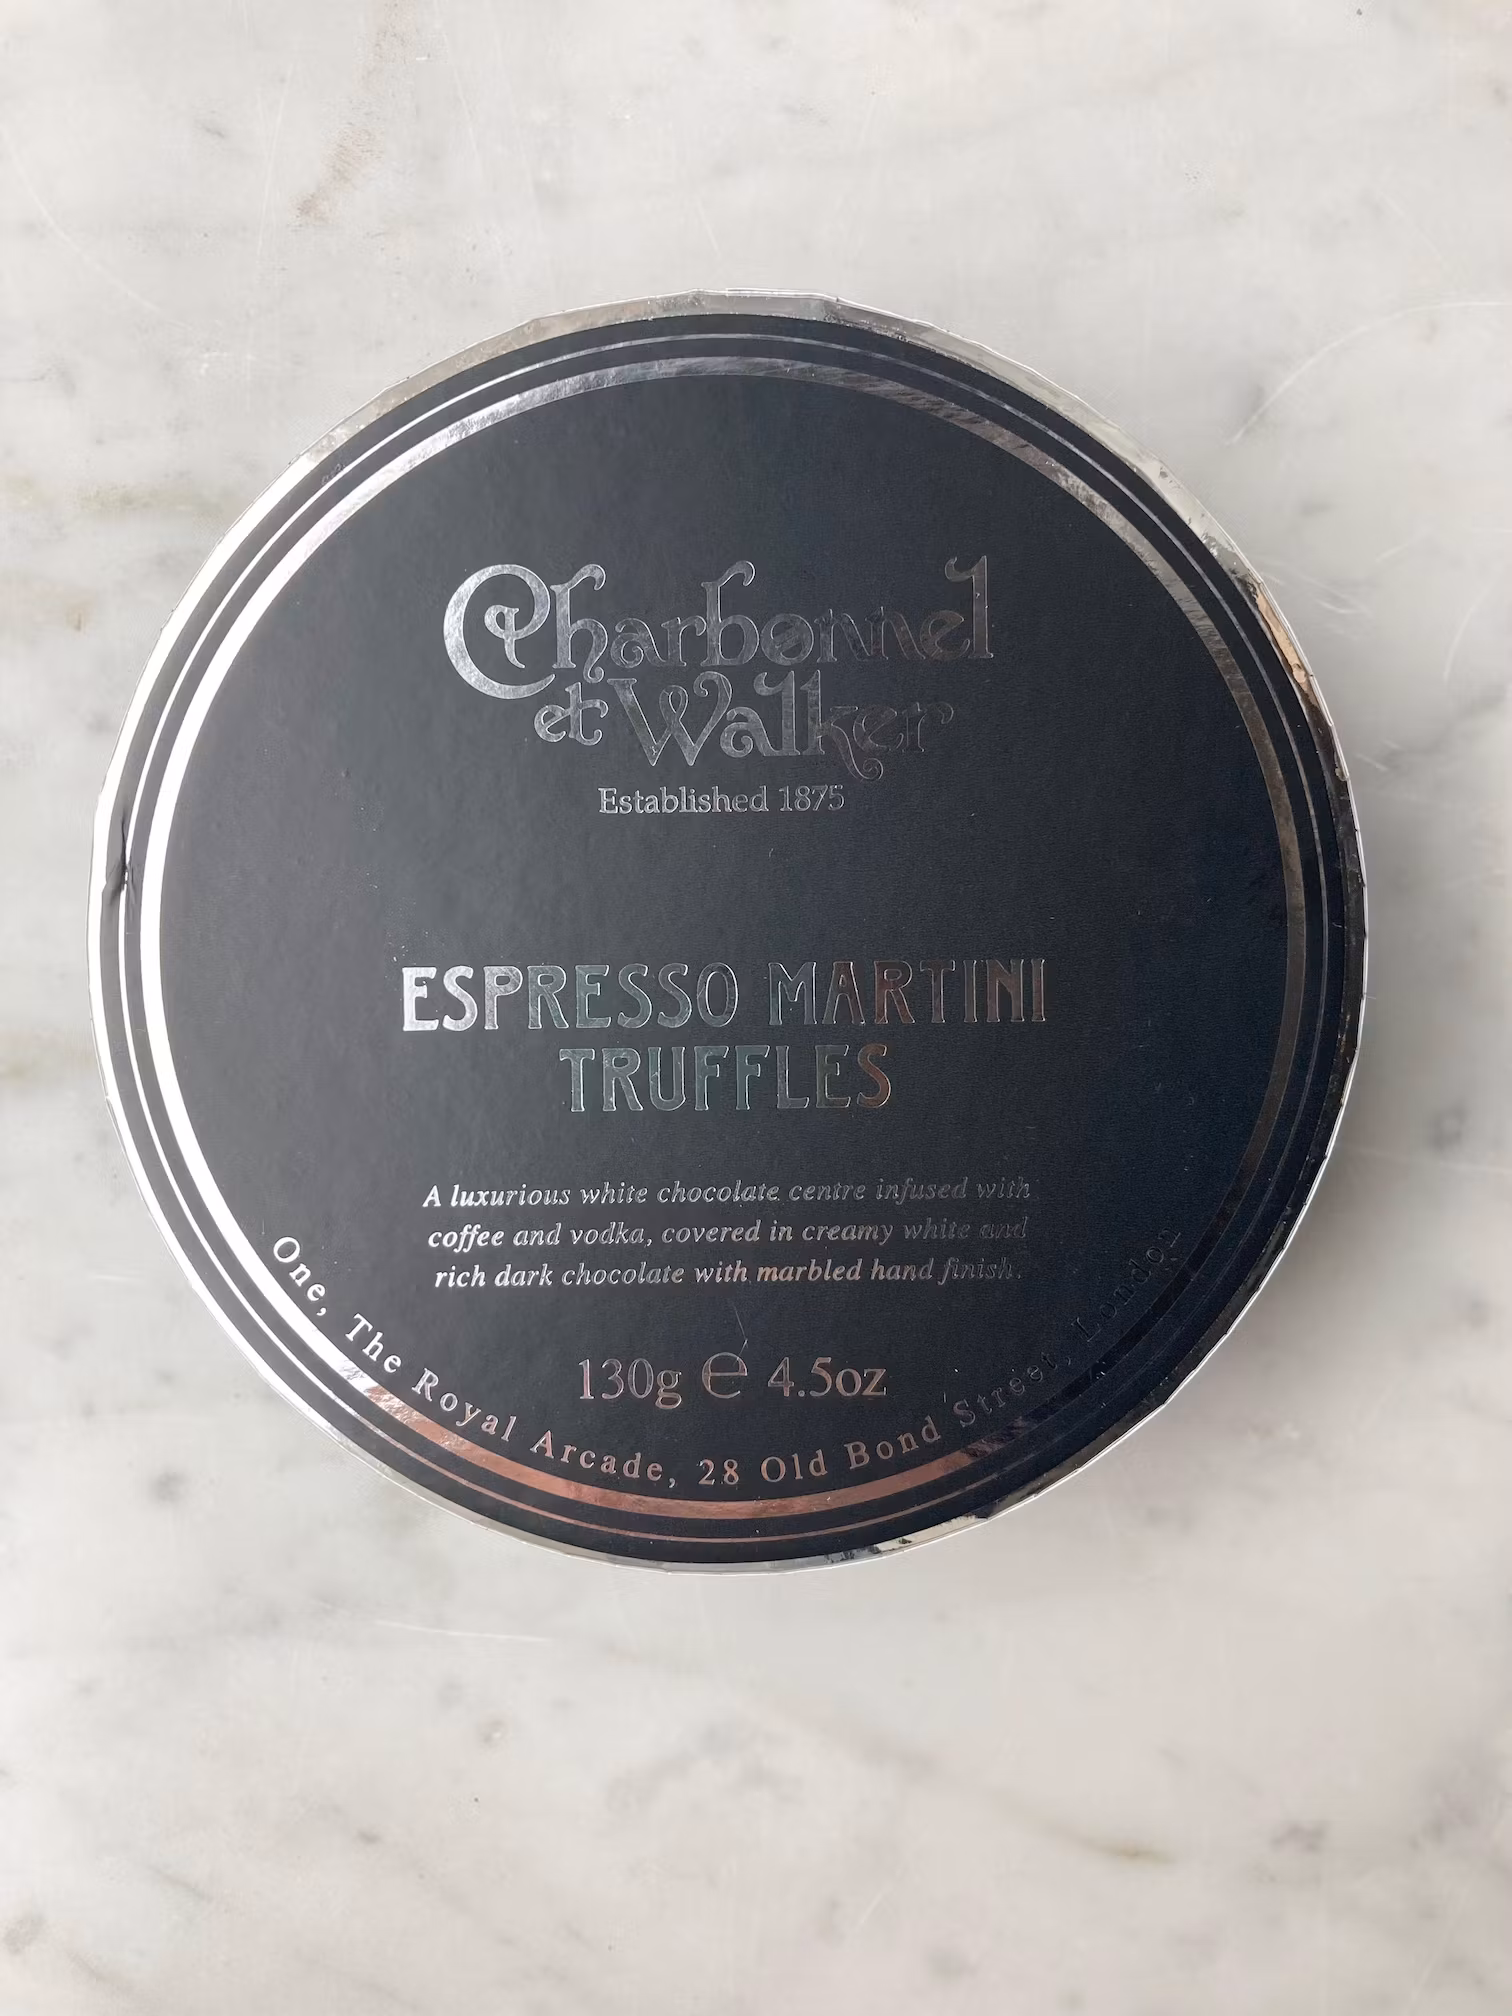 Charbonnel
et Walker
Established 1875
ESPRESSO MARTINI
TRUFFLES
A luxurious white chocolate centre infused with
coffee and vodka, covered in creamy white and
rich dark chocolate with marbled hand finish.
130g ℮ 4.5oz
One, The Royal Arcade, 28 Old Bond Street, London